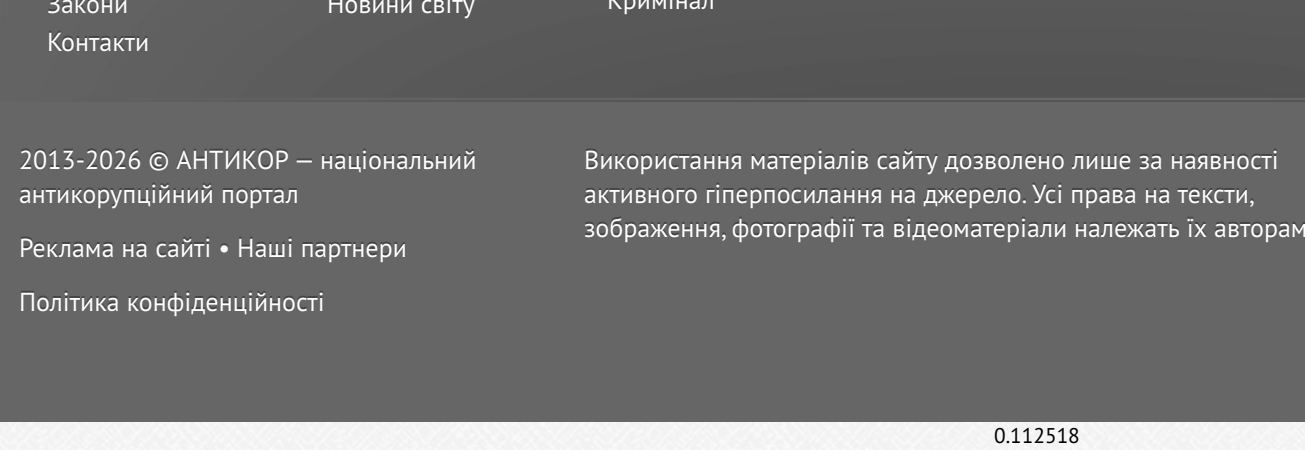 Закони
Новини світу
Кримінал
Контакти
2013-2026 © АНТИКОР — національний
антикорупційний портал
Реклама на сайті • Наші партнери
Політика конфіденційності
Використання матеріалів сайту дозволено лише за наявності
активного гіперпосилання на джерело. Усі права на тексти,
зображення, фотографії та відеоматеріали належать їх авторам
0.112518